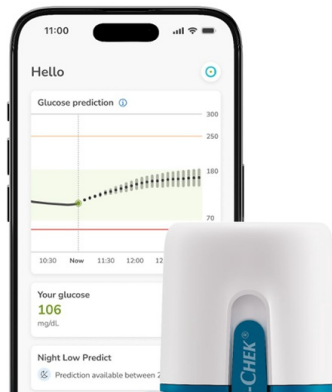 11:00
Hello
Glucose prediction
300
250
180
70
10:30 Now 11:30 12:00 12
Your glucose
106
mg/dL
Night Low Predict
Prediction available between 2
-CHEK®